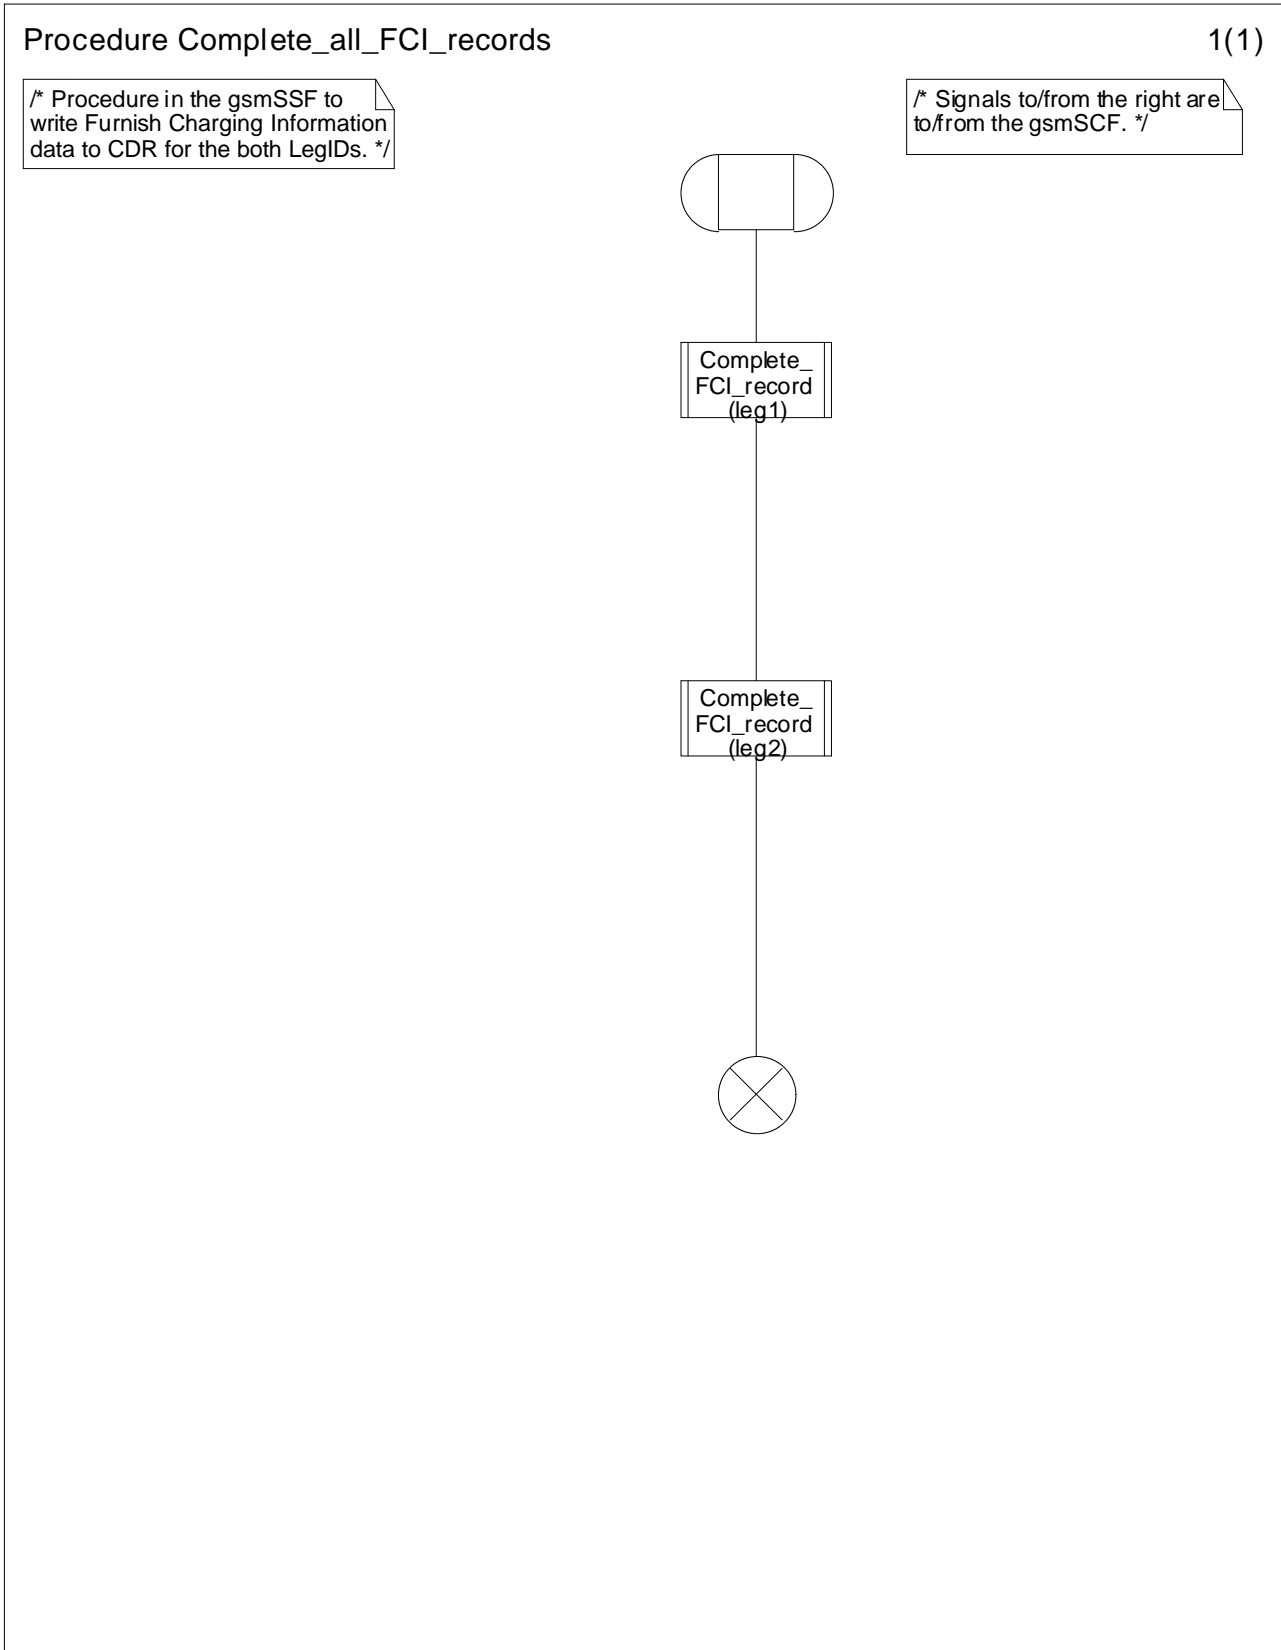 Procedure Complete_all_FCI_records
1(1)
/* Procedure in the gsmSSF to
write Furnish Charging Information
data to CDR for the both LegIDs. */
/* Signals to/from the right are
to/from the gsmSCF. */
Complete_
FCI_record
(leg1)
Complete_
FCI_record
(leg2)